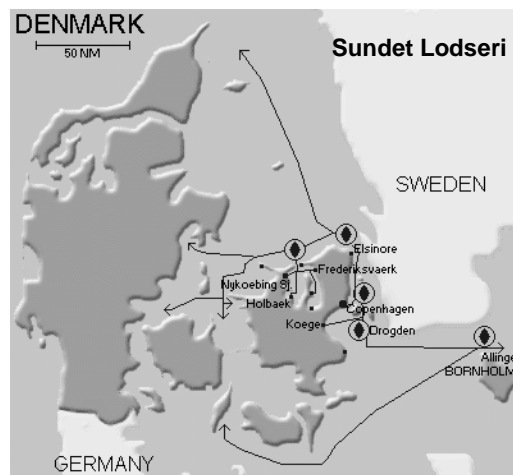 DENMARK
50 NM
Sundet Lodseri
SWEDEN
Elsinore
Frederiksvaerk
Nykoebing Sj.
Holbaek
Copenhagen
Koege
Drogden
Allinge
BORNHOLM
GERMANY